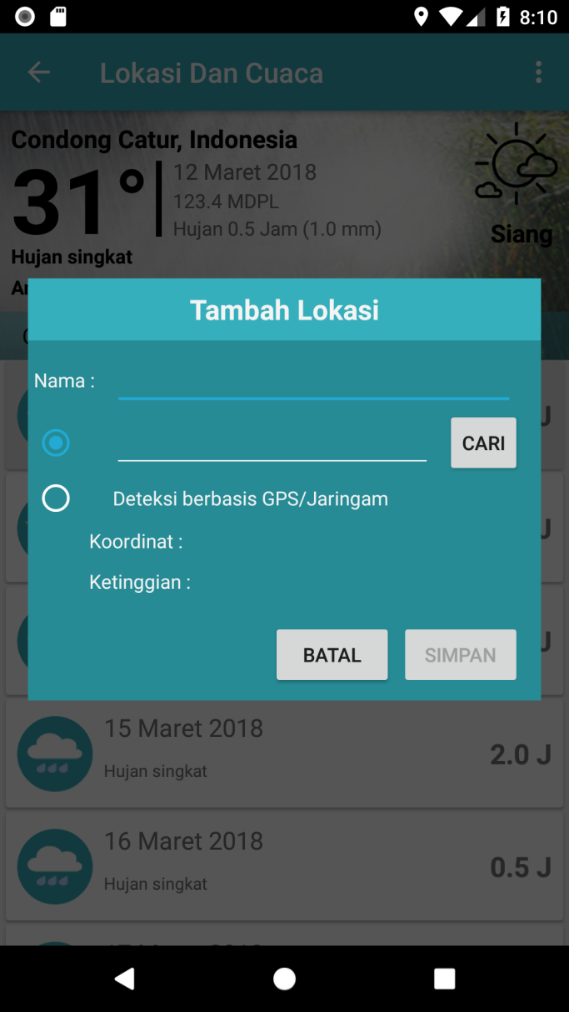 8:10
Lokasi Dan Cuaca
Condong Catur, Indonesia
31°
12 Maret 2018
123.4 MDPL
Hujan 0.5 Jam (1.0 mm)
Siang
Hujan singkat
Tambah Lokasi
Nama :
CARI
Deteksi berbasis GPS/Jaringam
Koordinat :
Ketinggian :
BATAL
SIMPAN
15 Maret 2018
Hujan singkat
2.0 J
16 Maret 2018
Hujan singkat
0.5 J